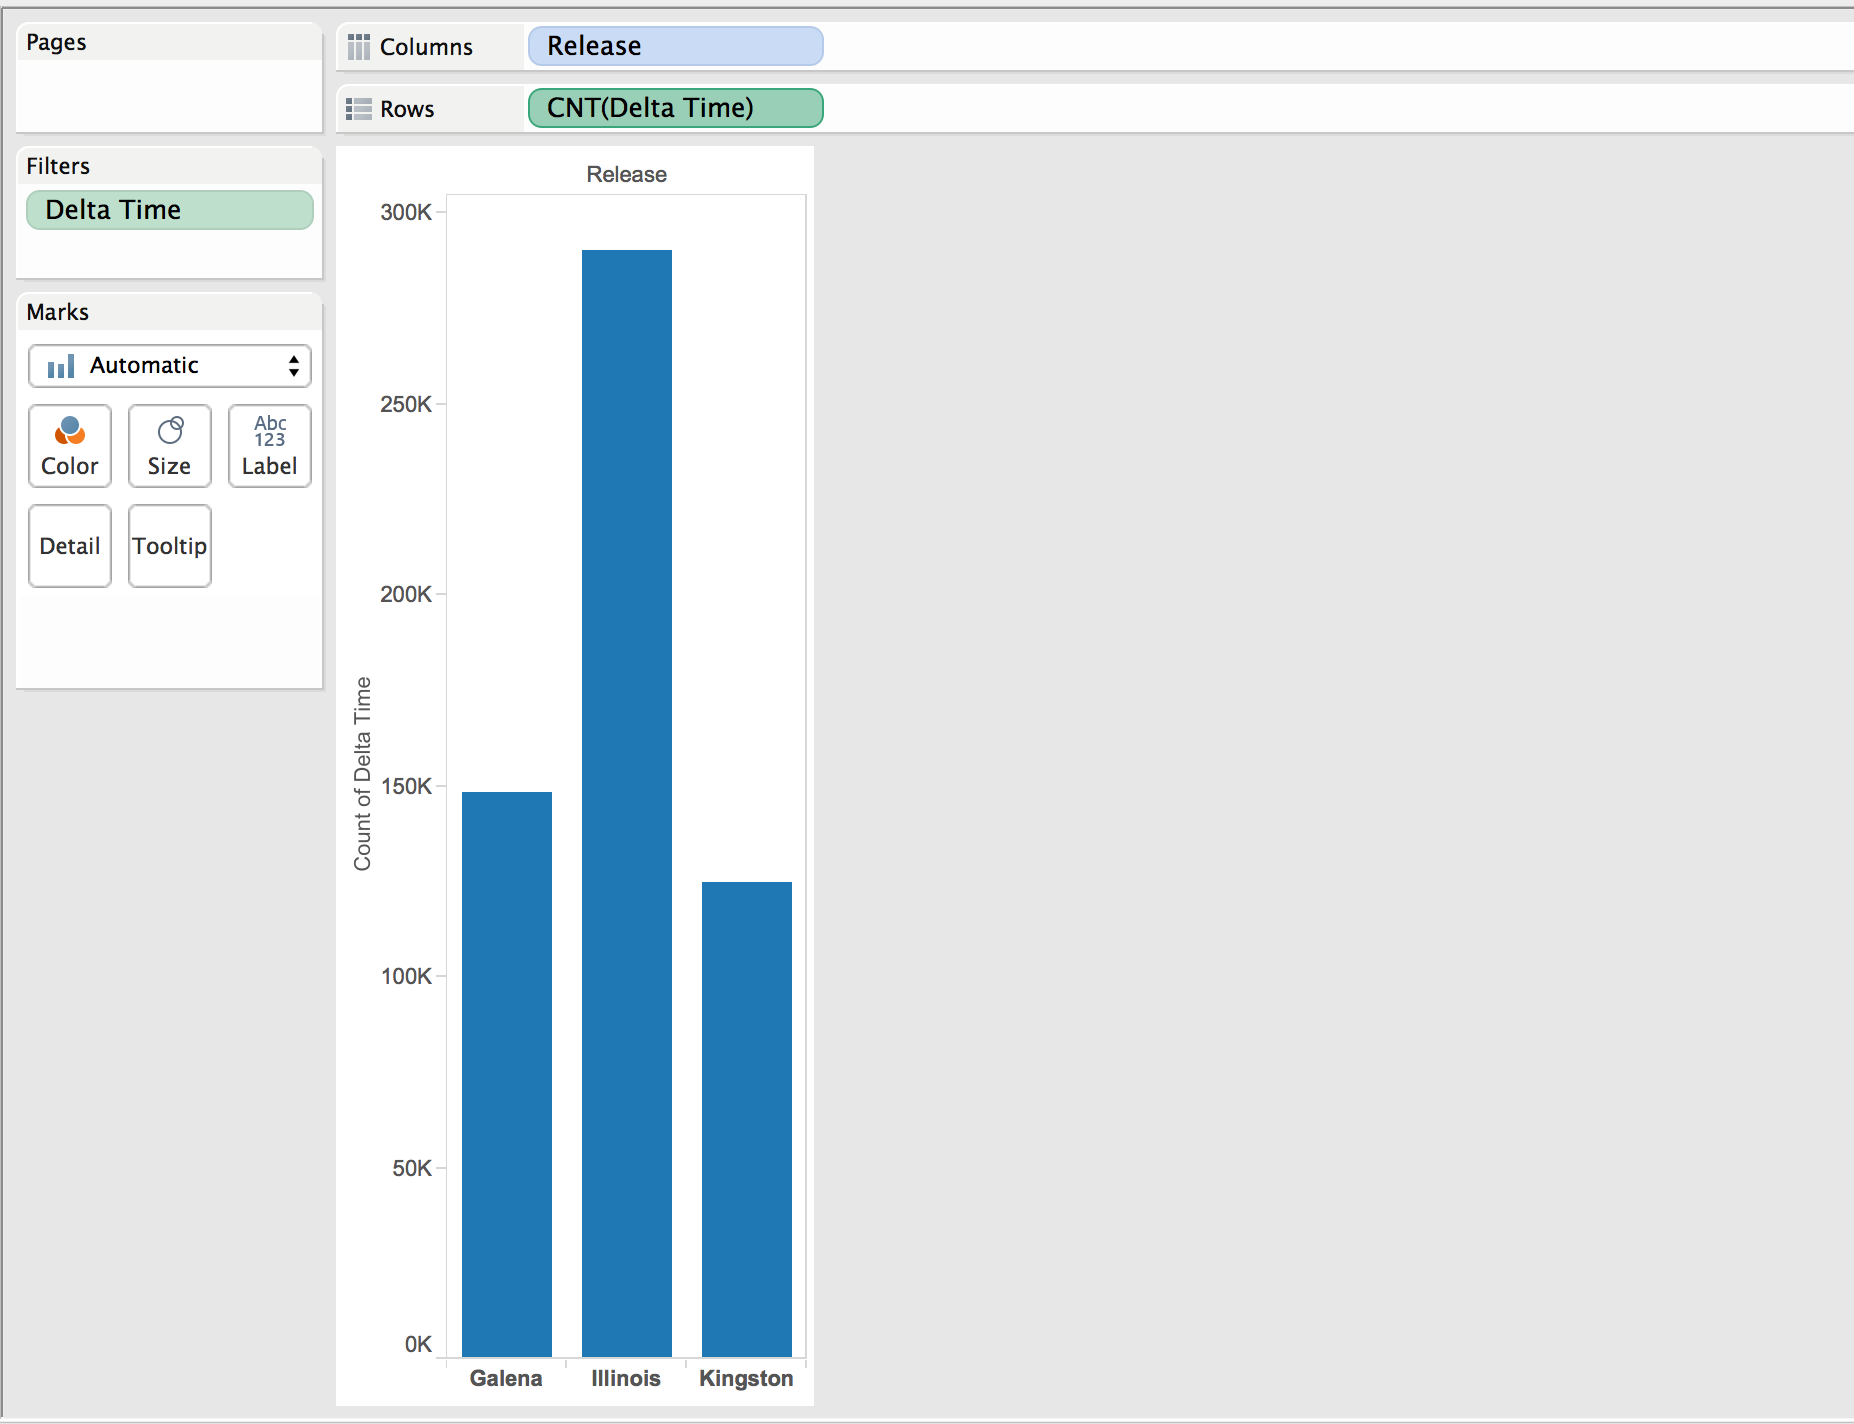 Pages
Columns
Release
Rows
CNT(Delta Time)
Filters
Delta Time
Marks
Automatic
Color
Size
Abc
123
Label
Detail
Tooltip
Release
300K
250K
200K
150K
100K
50K
0K
Count of Delta Time
Galena
Illinois
Kingston